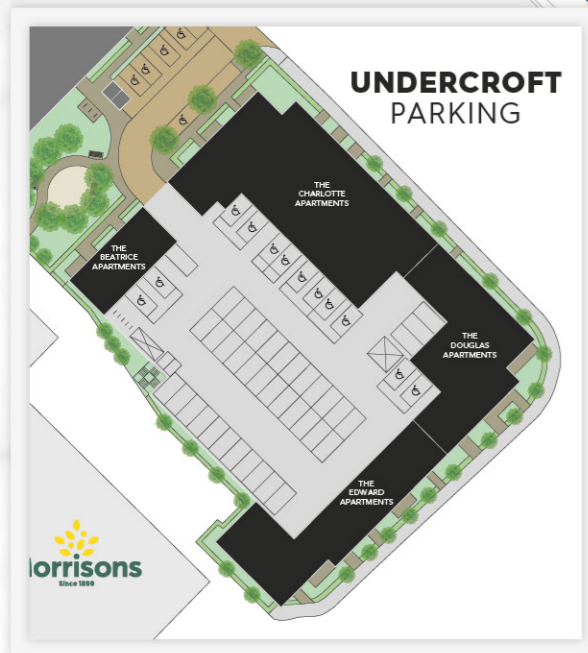 UNDERCROFT
PARKING
THE
CHARLOTTE
APARTMENTS
THE
BEATRICE
APARTMENTS
THE
DOUGLAS
APARTMENTS
THE
EDWARD
APARTMENTS
orrisons
Since 1899